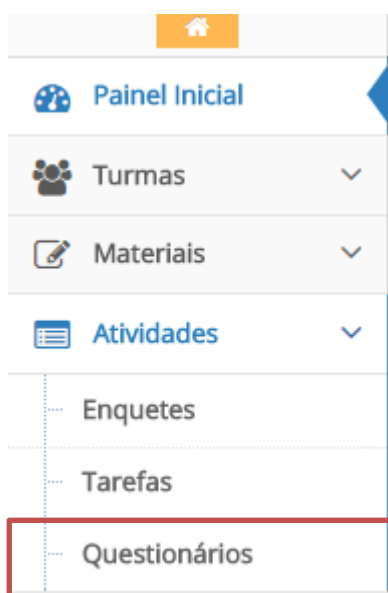 Painel Inicial
Turmas
Materiais
Atividades
Enquetes
Tarefas
Questionários